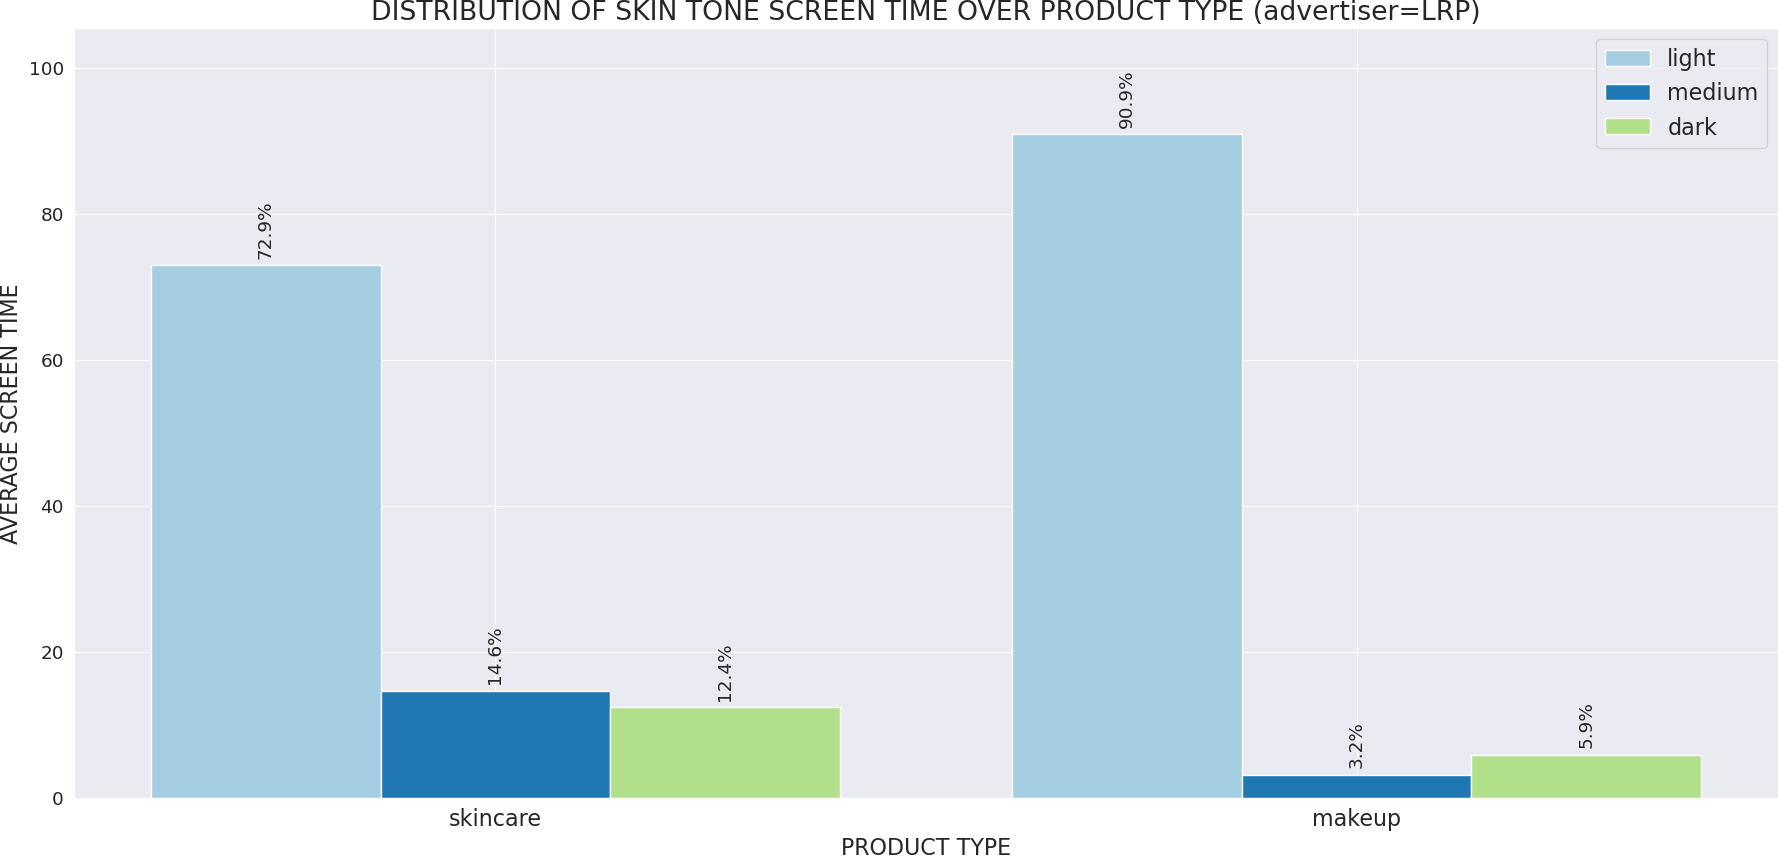 DISTRIBUTION OF SKIN TONE SCREEN TIME OVER PRODUCT TYPE (advertiser=LRP)
light
medium
dark
AVERAGE SCREEN TIME
100
80
60
40
20
0
72.9%
14.6%
12.4%
90.9%
3.2%
5.9%
skincare
makeup
PRODUCT TYPE